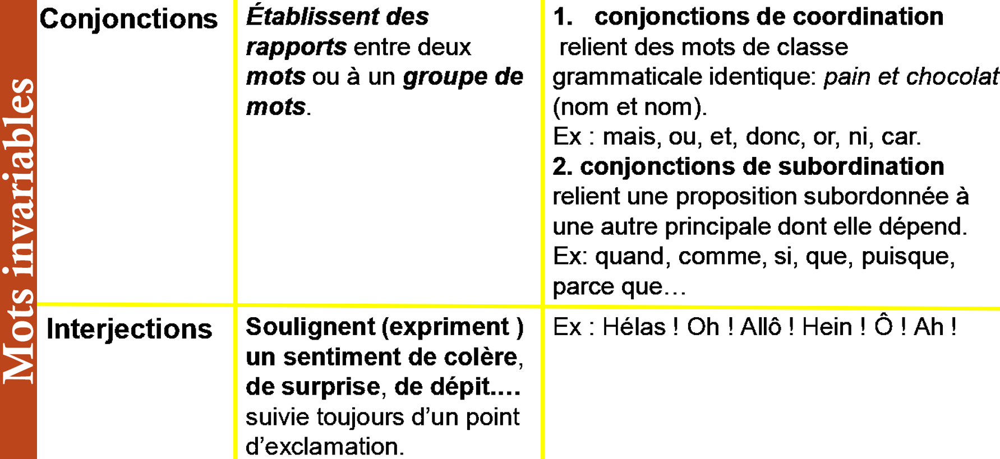 Mots invariables
Conjonctions
Établissent des
rapports entre deux
mots ou à un groupe de
mots.
1. conjonctions de coordination
relient des mots de classe
grammaticale identique: pain et chocolat
(nom et nom).
Ex : mais, ou, et, donc, or, ni, car.
2. conjonctions de subordination
relient une proposition subordonnée à
une autre principale dont elle dépend.
Ex: quand, comme, si, que, puisque,
parce que…
Interjections
Soulignent (expriment )
un sentiment de colère,
de surprise, de dépit….
suivie toujours d’un point
d’exclamation.
Ex : Hélas ! Oh ! Allô ! Hein ! Ô ! Ah !